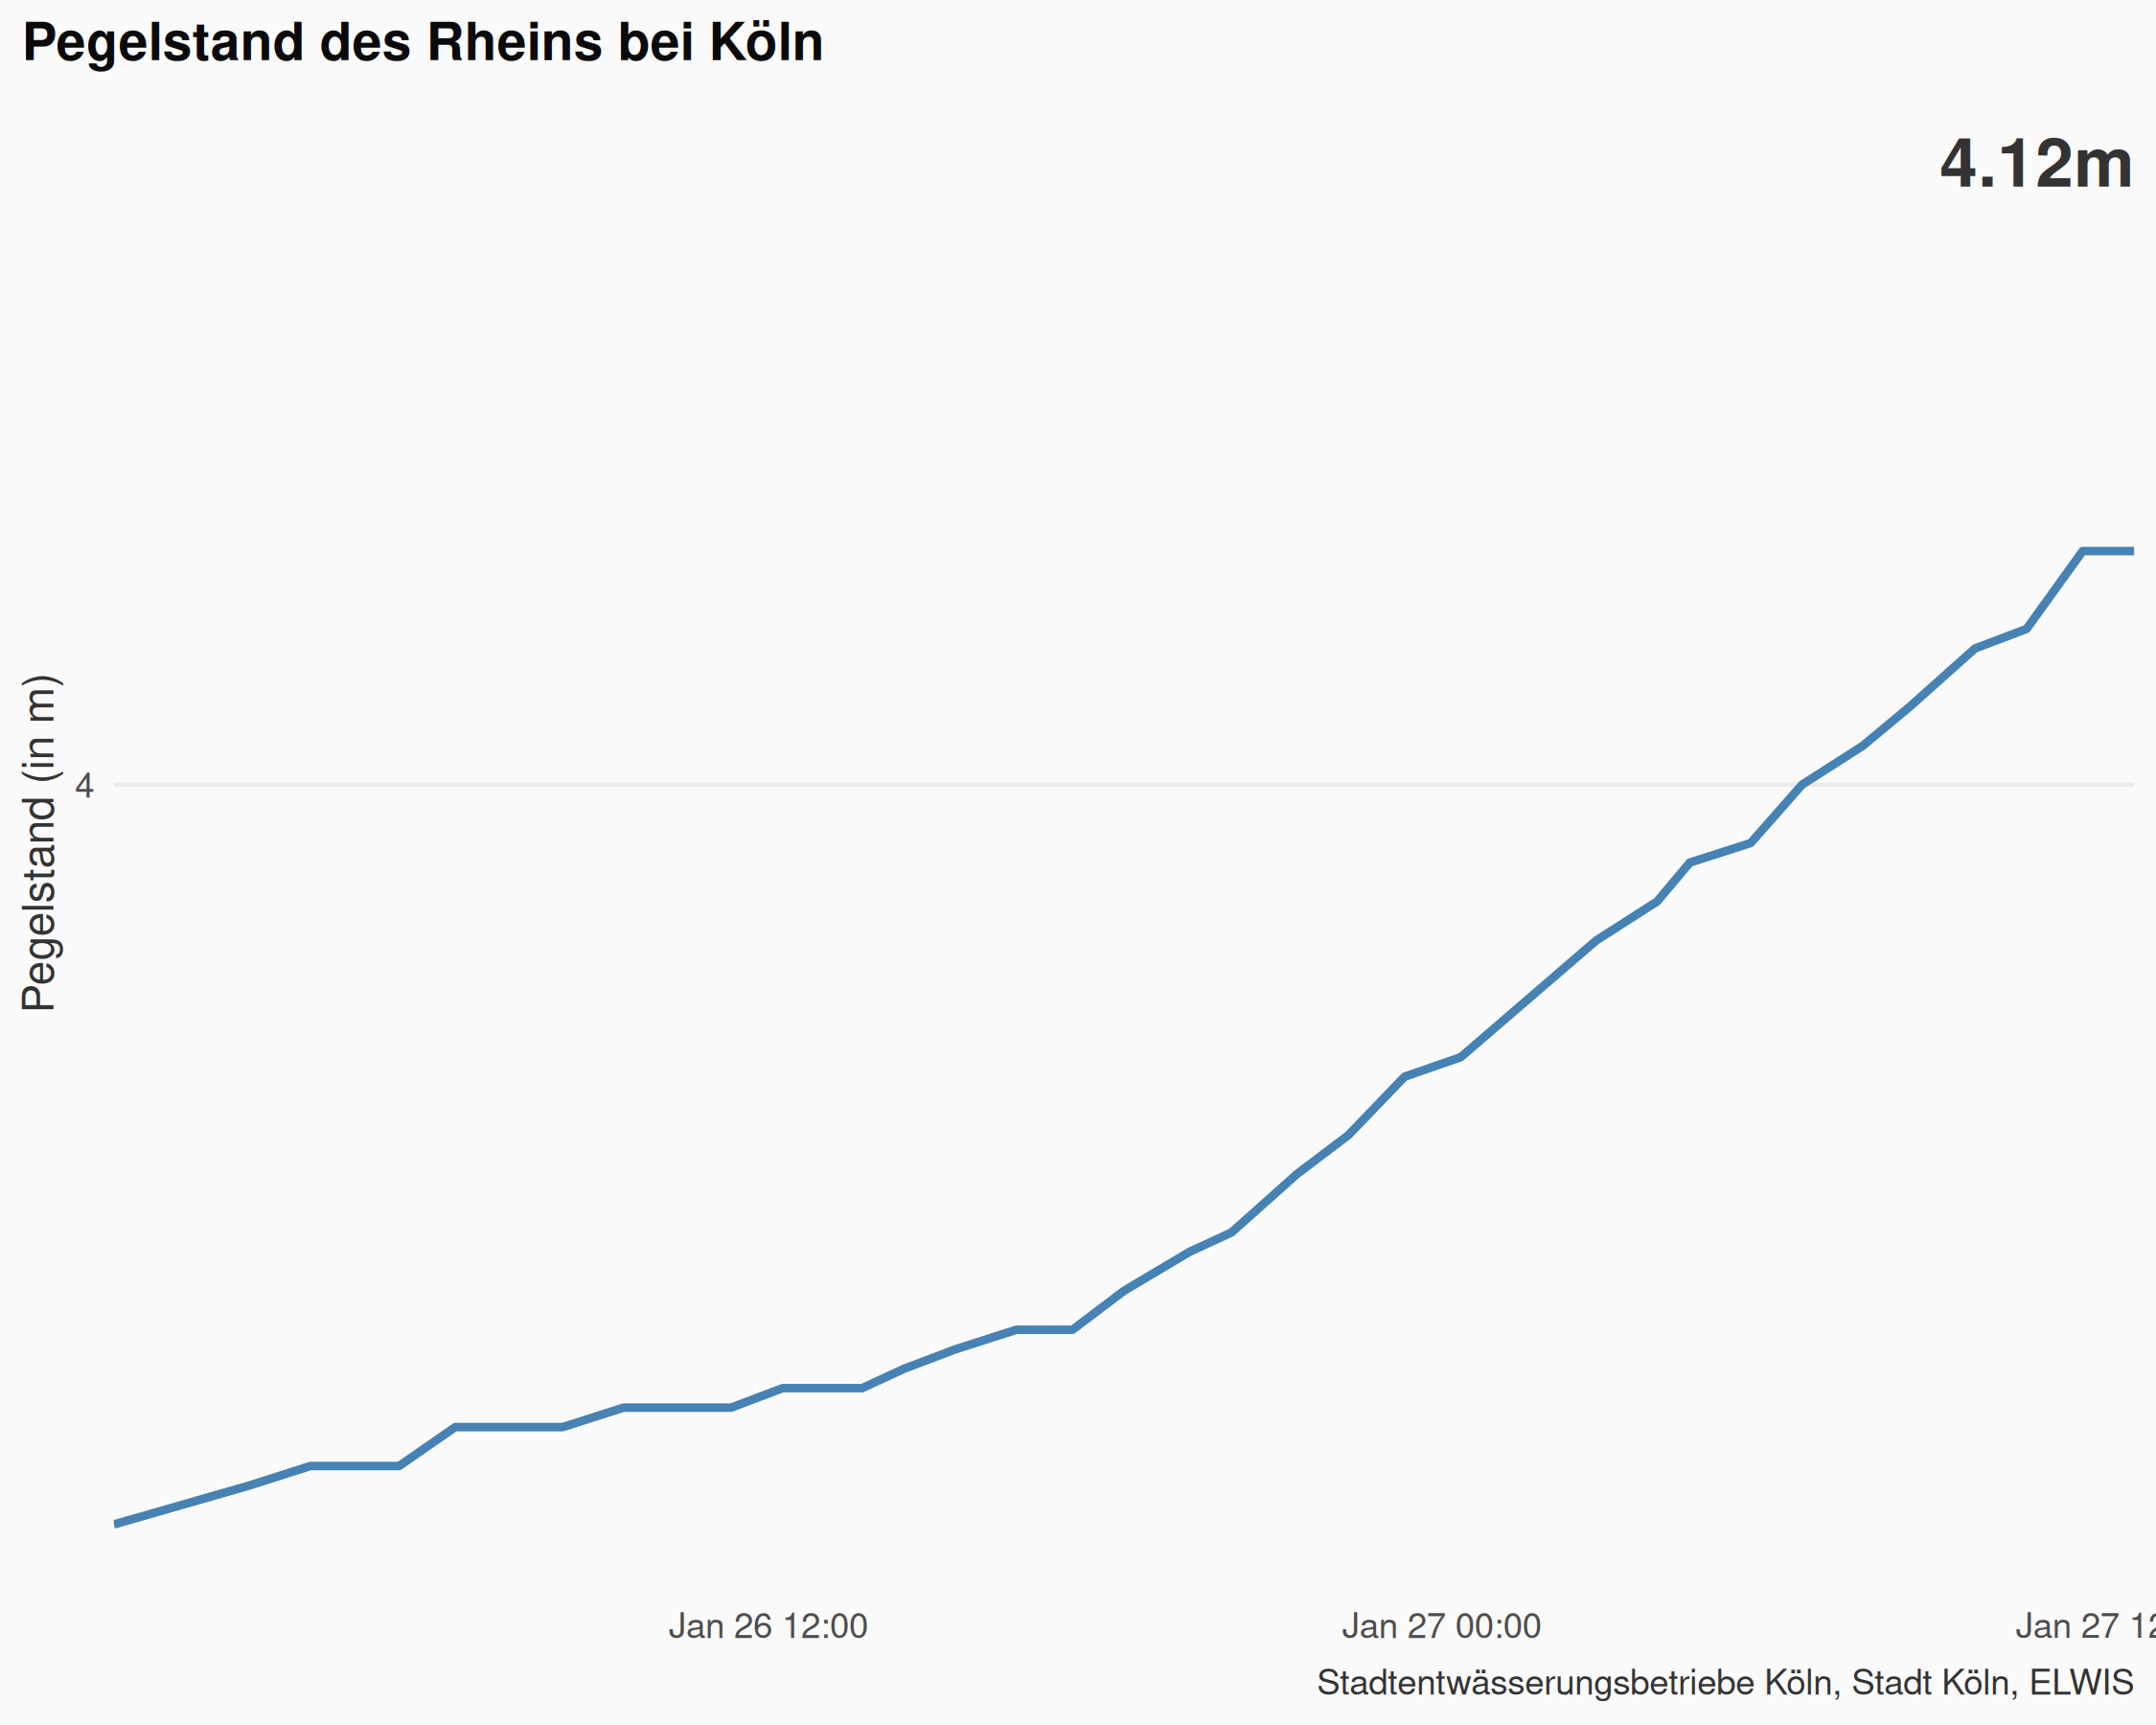 Pegelstand des Rheins bei Köln
4.12m
Pegelstand (in m)
4
Jan 26 12:00
Jan 27 00:00
Jan 27 12
Stadtentwässerungsbetriebe Köln, Stadt Köln, ELWIS